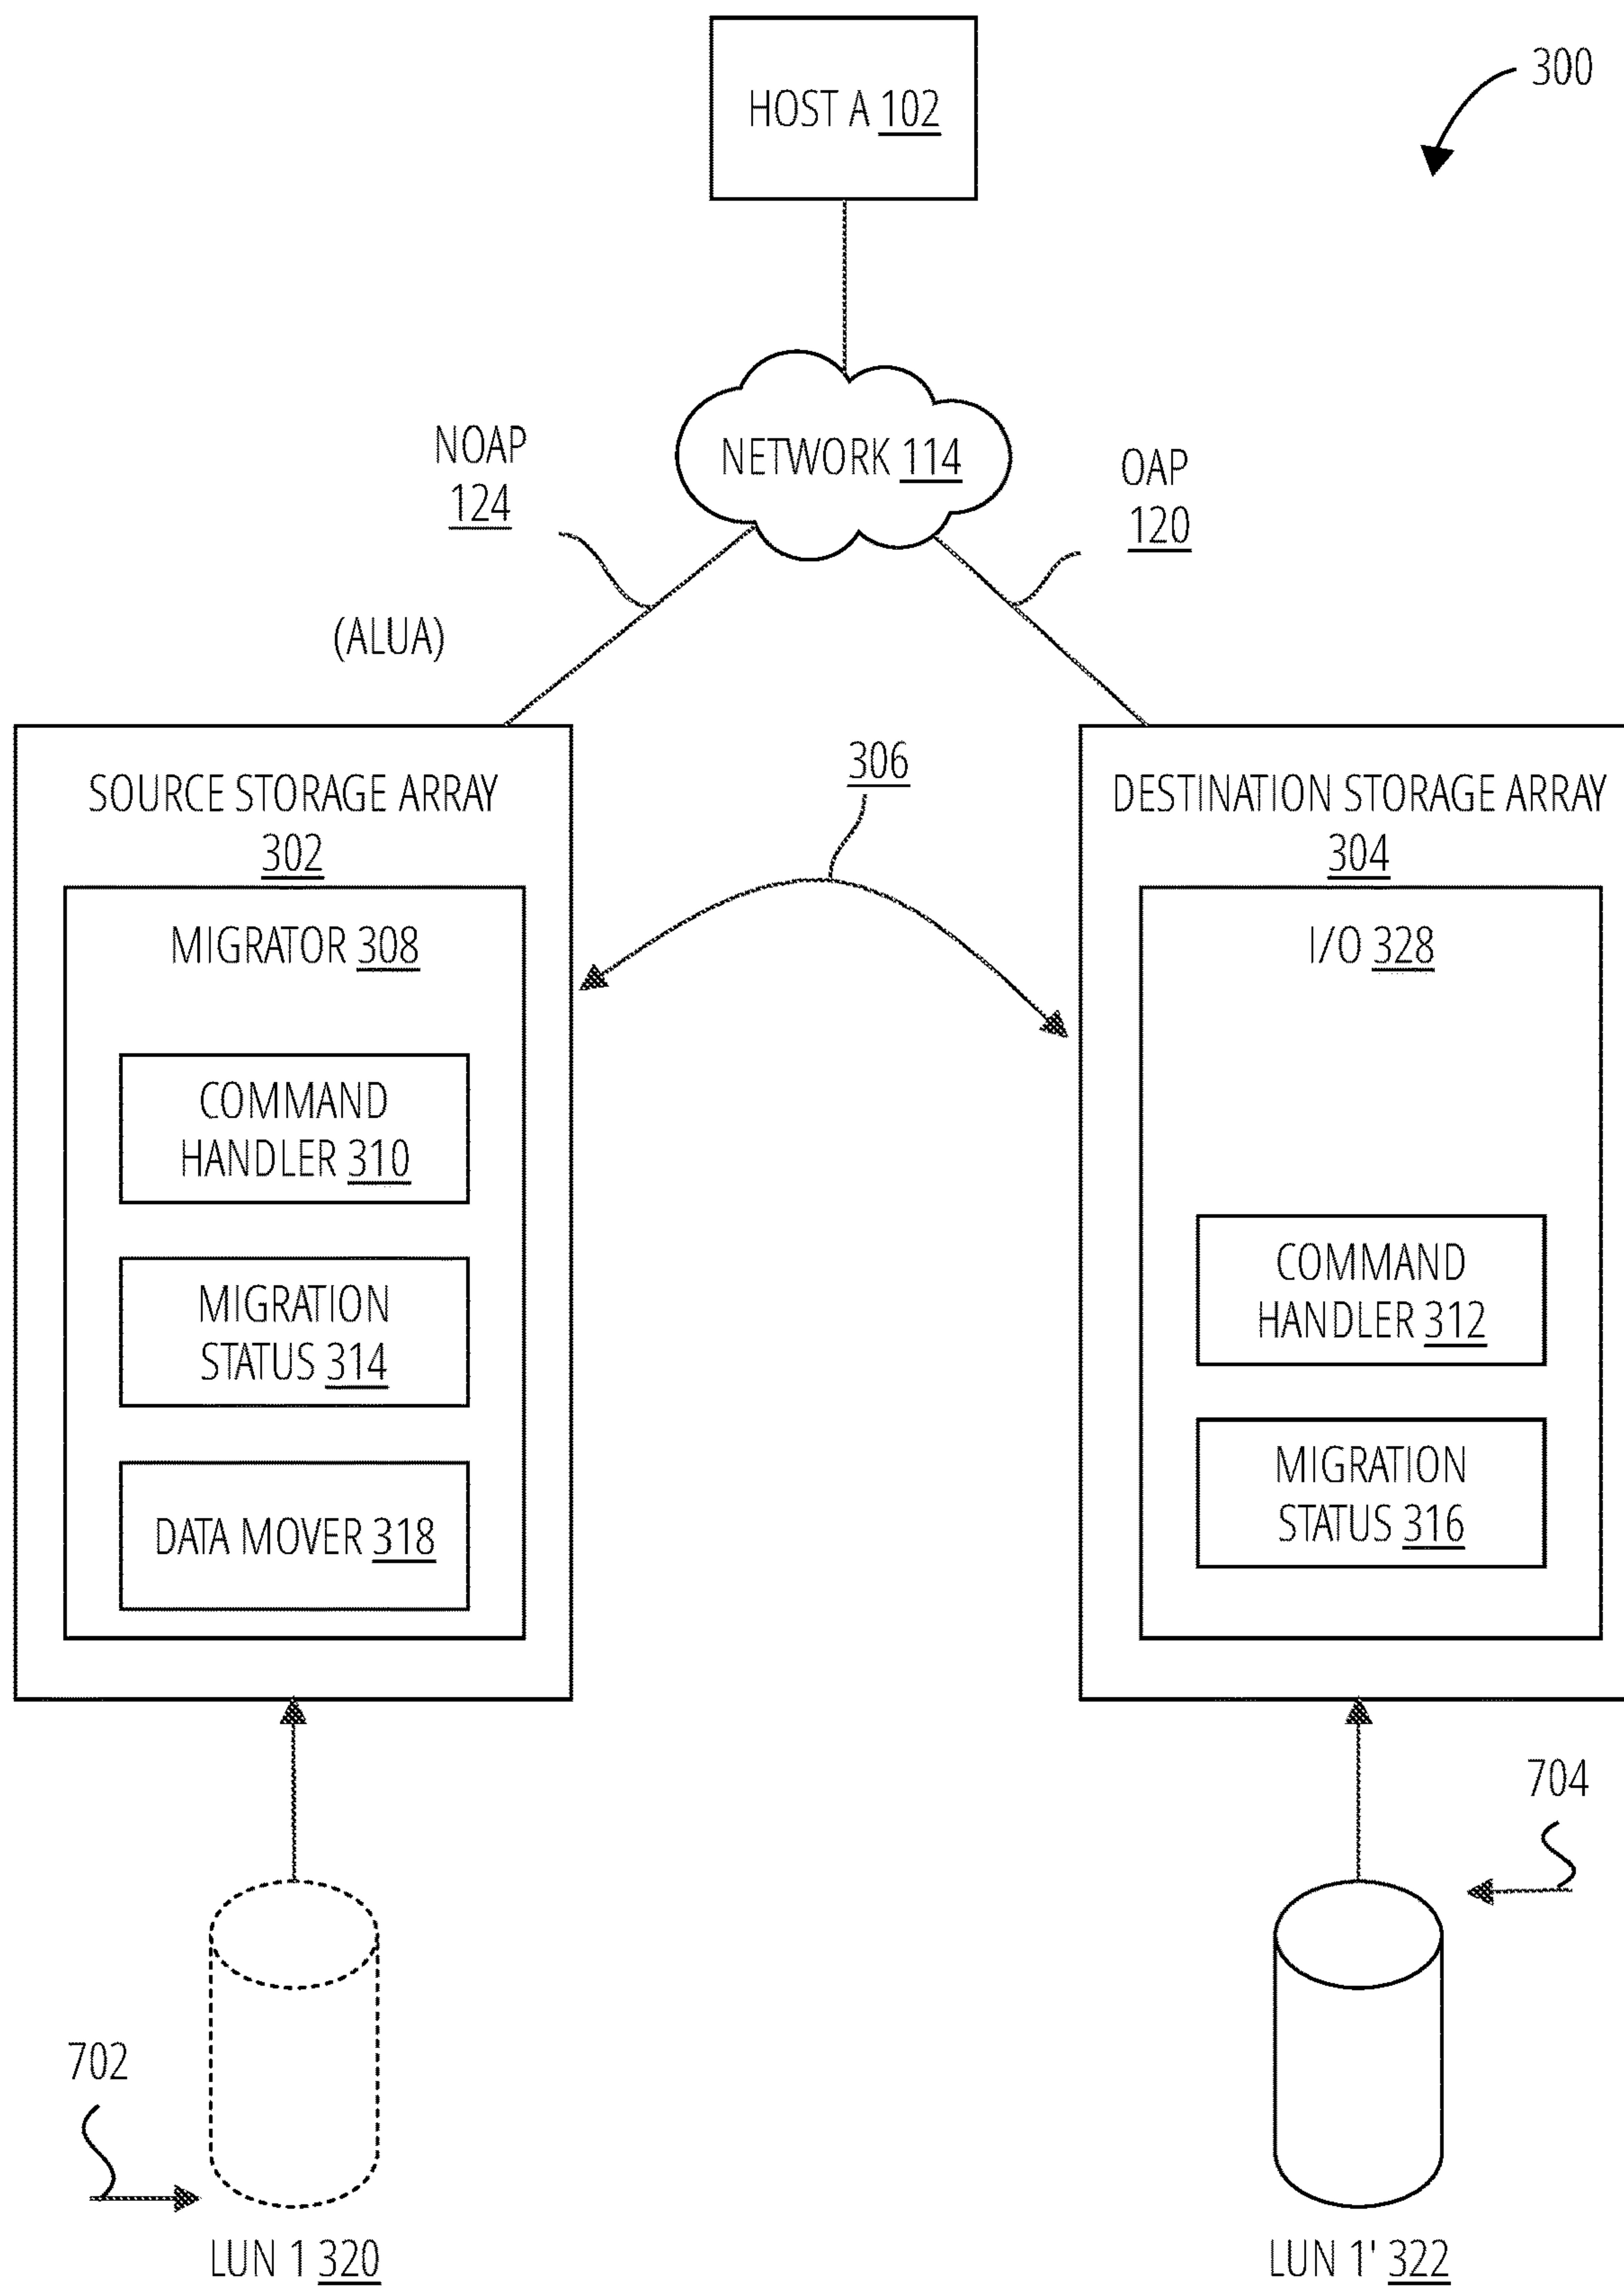 HOST A 102
300
NETWORK 114
NOAP
124
OAP
120
(ALUA)
306
SOURCE STORAGE ARRAY
302
MIGRATOR 308
COMMAND
HANDLER 310
MIGRATION
STATUS 314
DATA MOVER 318
DESTINATION STORAGE ARRAY
304
I/O 328
COMMAND
HANDLER 312
MIGRATION
STATUS 316
704
702
LUN 1 320
LUN 1' 322